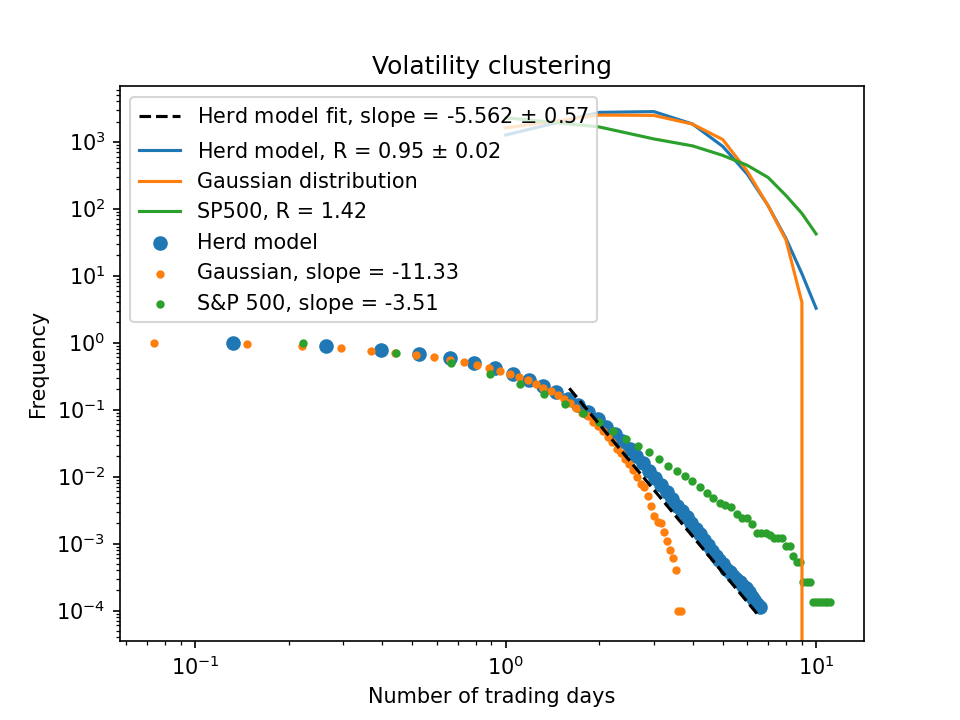 Volatility clustering
Herd model fit, slope = -5.562 ± 0.57
Herd model, R = 0.95 ± 0.02
Gaussian distribution
SP500, R = 1.42
Herd model
Gaussian, slope = -11.33
S&P 500, slope = -3.51
Frequency
10³
10²
10¹
10⁰
10⁻¹
10⁻²
10⁻³
10⁻⁴
10⁻¹ 10⁰ 10¹
Number of trading days